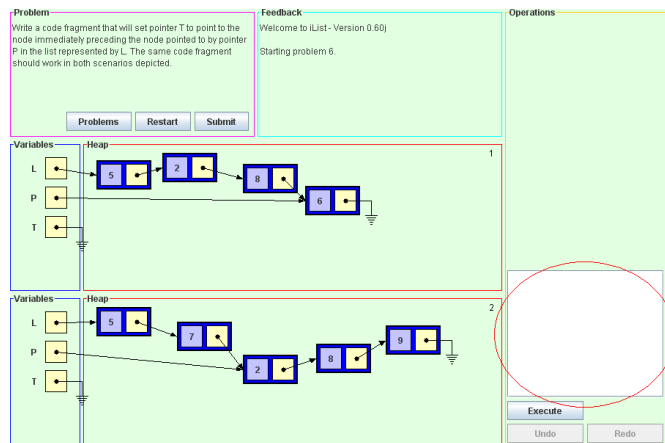 Problem
Write a code fragment that will set pointer T to point to the
node immediately preceding the node pointed to by pointer
P in the list represented by L. The same code fragment
should work in both scenarios depicted.
Problems Restart Submit
Feedback
Welcome to iList - Version 0.60j
Starting problem 6.
Operations
Variables
L
P
T
Heap
1
5
2
8
6
Variables
L
P
T
Heap
2
5
7
2
8
9
Execute
Undo Redo